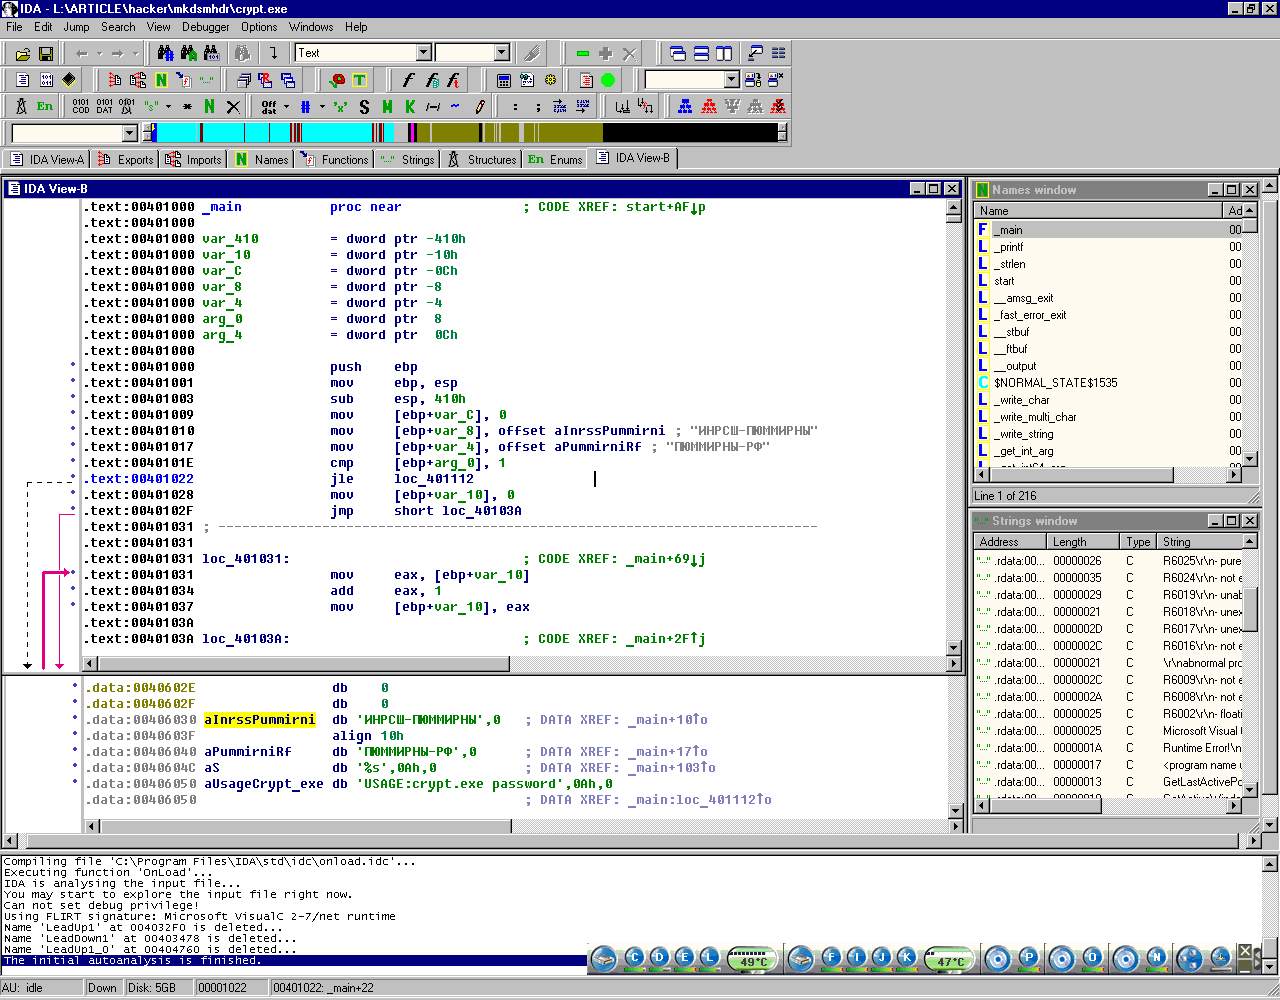 IDA - L:\ARTICLE\hacker\mkdsmhdr\crypt.exe
File Edit Jump Search View Debugger Options Windows Help
Text
En
Off dat
IDA View-A Exports Imports Names Functions Strings Structures En Enums IDA View-B
IDA View-B
.text:00401000 _main proc near ; CODE XREF: start+AF↓p
.text:00401000
.text:00401000 var_410 = dword ptr -410h
.text:00401000 var_10 = dword ptr -10h
.text:00401000 var_C = dword ptr -0Ch
.text:00401000 var_8 = dword ptr -8
.text:00401000 var_4 = dword ptr -4
.text:00401000 arg_0 = dword ptr 8
.text:00401000 arg_4 = dword ptr 0Ch
.text:00401000
.text:00401000 push ebp
.text:00401001 mov ebp, esp
.text:00401003 sub esp, 410h
.text:00401009 mov [ebp+var_C], 0
.text:00401010 mov [ebp+var_8], offset aInrssPummirni ; "ИНРСШ-ПЮММИРНЫ"
.text:00401017 mov [ebp+var_4], offset aPummirniRf ; "ПЮММИРНЫ-РФ"
.text:0040101E cmp [ebp+arg_0], 1
.text:00401022 jle loc_401112
.text:00401028 mov [ebp+var_10], 0
.text:0040102F jmp short loc_40103A
.text:00401031 ; ---------------------------------------------------------------------------
.text:00401031
.text:00401031 loc_401031: ; CODE XREF: _main+69↓j
.text:00401031 mov eax, [ebp+var_10]
.text:00401034 add eax, 1
.text:00401037 mov [ebp+var_10], eax
.text:0040103A
.text:0040103A loc_40103A: ; CODE XREF: _main+2F↑j
.data:0040602E db 0
.data:0040602F db 0
.data:00406030 aInrssPummirni db 'ИНРСШ-ПЮММИРНЫ',0 ; DATA XREF: _main+10↑o
.data:0040603F align 10h
.data:00406040 aPummirniRf db 'ПЮММИРНЫ-РФ',0 ; DATA XREF: _main+17↑o
.data:0040604C aS db '%s',0Ah,0 ; DATA XREF: _main+103↑o
.data:00406050 aUsageCrypt_exe db 'USAGE:crypt.exe password',0Ah,0
.data:00406050 ; DATA XREF: _main:loc_401112↑o
Names window
Name Ad
F _main 00
L _printf 00
L _strlen 00
L start 00
L __amsg_exit 00
L _fast_error_exit 00
L __stbuf 00
L __ftbuf 00
L __output 00
C $NORMAL_STATE$1535 00
L _write_char 00
L _write_multi_char 00
L _write_string 00
L _get_int_arg 00
Line 1 of 216
Strings window
Address Length Type String
.rdata:00... 00000026 C R6025\r\n- pure
.rdata:00... 00000035 C R6024\r\n- not e
.rdata:00... 00000029 C R6019\r\n- unab
.rdata:00... 00000021 C R6018\r\n- unex
.rdata:00... 0000002D C R6017\r\n- unex
.rdata:00... 0000002C C R6016\r\n- not e
.rdata:00... 00000021 C \r\nabnormal pro
.rdata:00... 0000002C C R6009\r\n- not e
.rdata:00... 0000002A C R6008\r\n- not e
.rdata:00... 00000025 C R6002\r\n- floati
.rdata:00... 00000025 C Microsoft Visual
.rdata:00... 0000001A C Runtime Error!\n
.rdata:00... 00000017 C <program name u
.rdata:00... 00000013 C GetLastActivePo
Compiling file 'C:\Program Files\IDA\std\idc\onload.idc'...
Executing function 'OnLoad'...
IDA is analysing the input file...
You may start to explore the input file right now.
Can not set debug privilege!
Using FLIRT signature: Microsoft VisualC 2-7/net runtime
Name 'LeadUp1' at 004032F0 is deleted...
Name 'LeadDown1' at 00403478 is deleted...
Name 'LeadUp1_0' at 00404760 is deleted...
The initial autoanalysis is finished.
C D E L 49°C F I J K 47°C P O N
AU: idle Down Disk: 5GB 00001022 00401022: _main+22